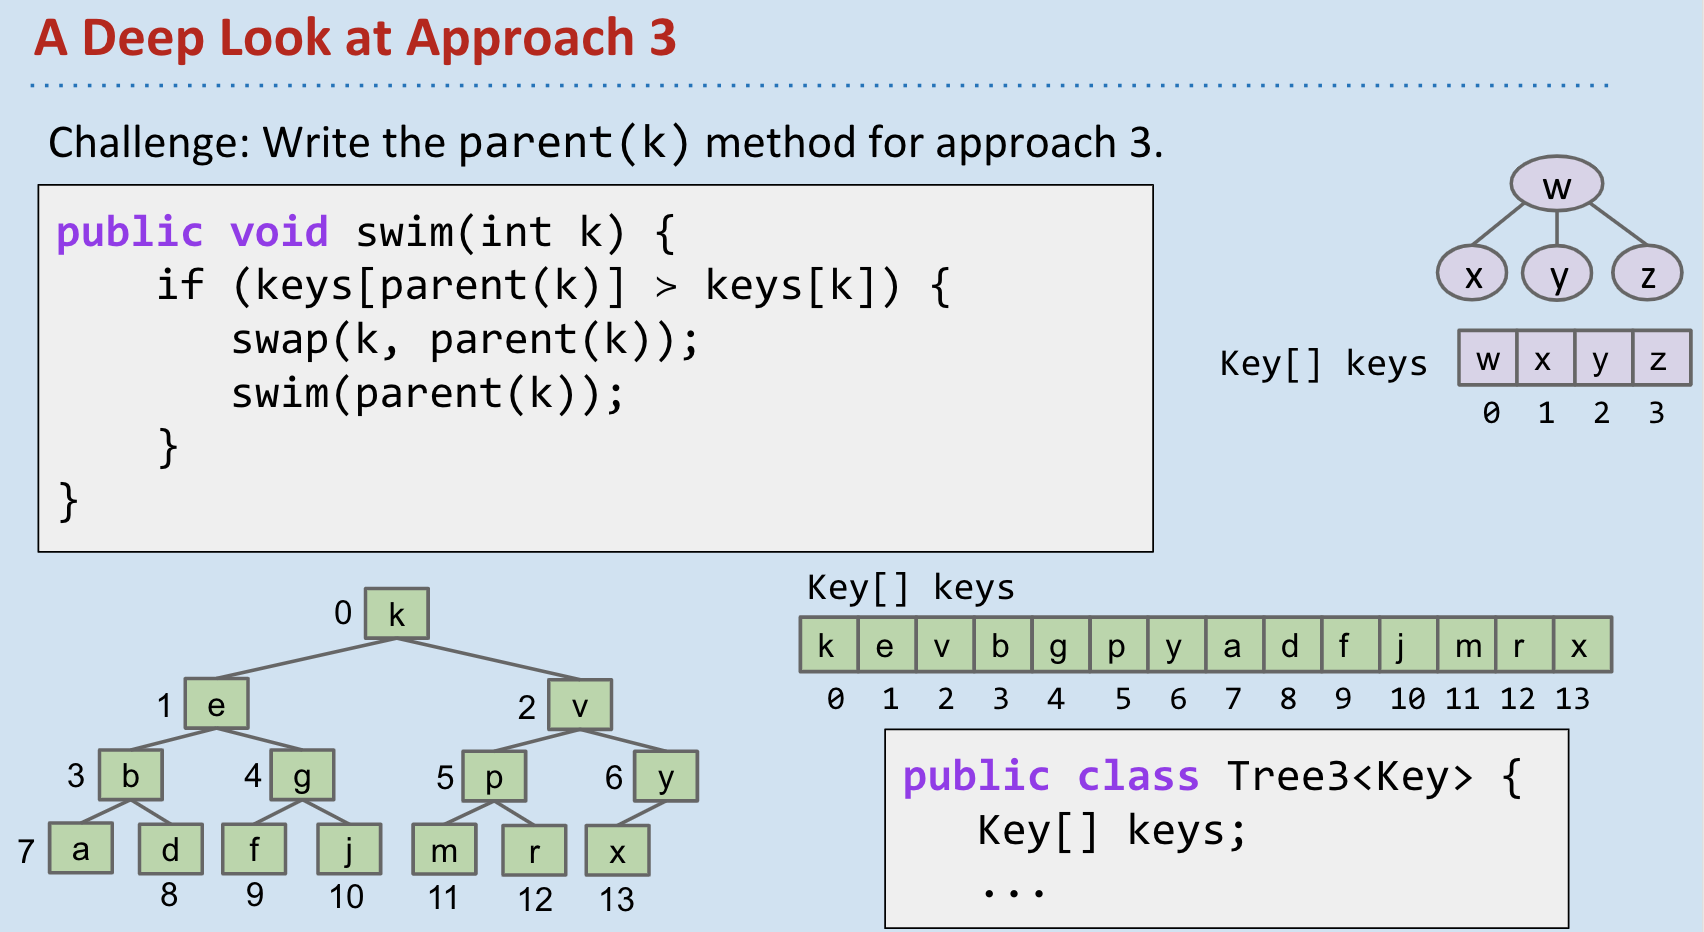 A Deep Look at Approach 3
Challenge: Write the parent(k) method for approach 3.
public void swim(int k) {
    if (keys[parent(k)] ≻ keys[k]) {
       swap(k, parent(k));
       swim(parent(k));
    }
}
w
x y z
Key[] keys w x y z
0 1 2 3
0 k
1 e 2 v
3 b 4 g 5 p 6 y
7 a d f j m r x
8 9 10 11 12 13
Key[] keys
k e v b g p y a d f j m r x
0 1 2 3 4 5 6 7 8 9 10 11 12 13
public class Tree3<Key> {
   Key[] keys;
   ...